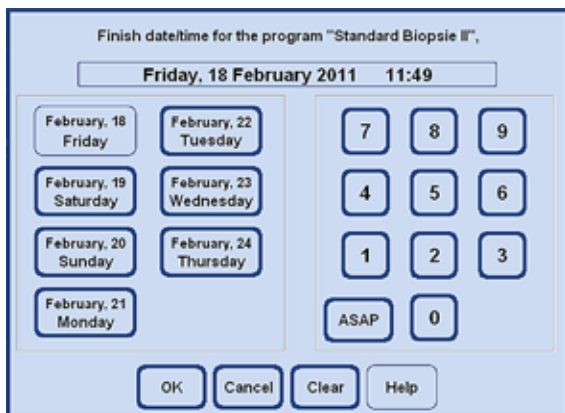 Finish date/time for the program "Standard Biopsie II",
Friday, 18 February 2011 11:49
February, 18
Friday
February, 22
Tuesday
February, 19
Saturday
February, 23
Wednesday
February, 20
Sunday
February, 24
Thursday
February, 21
Monday
7 8 9
4 5 6
1 2 3
ASAP 0
OK Cancel Clear Help